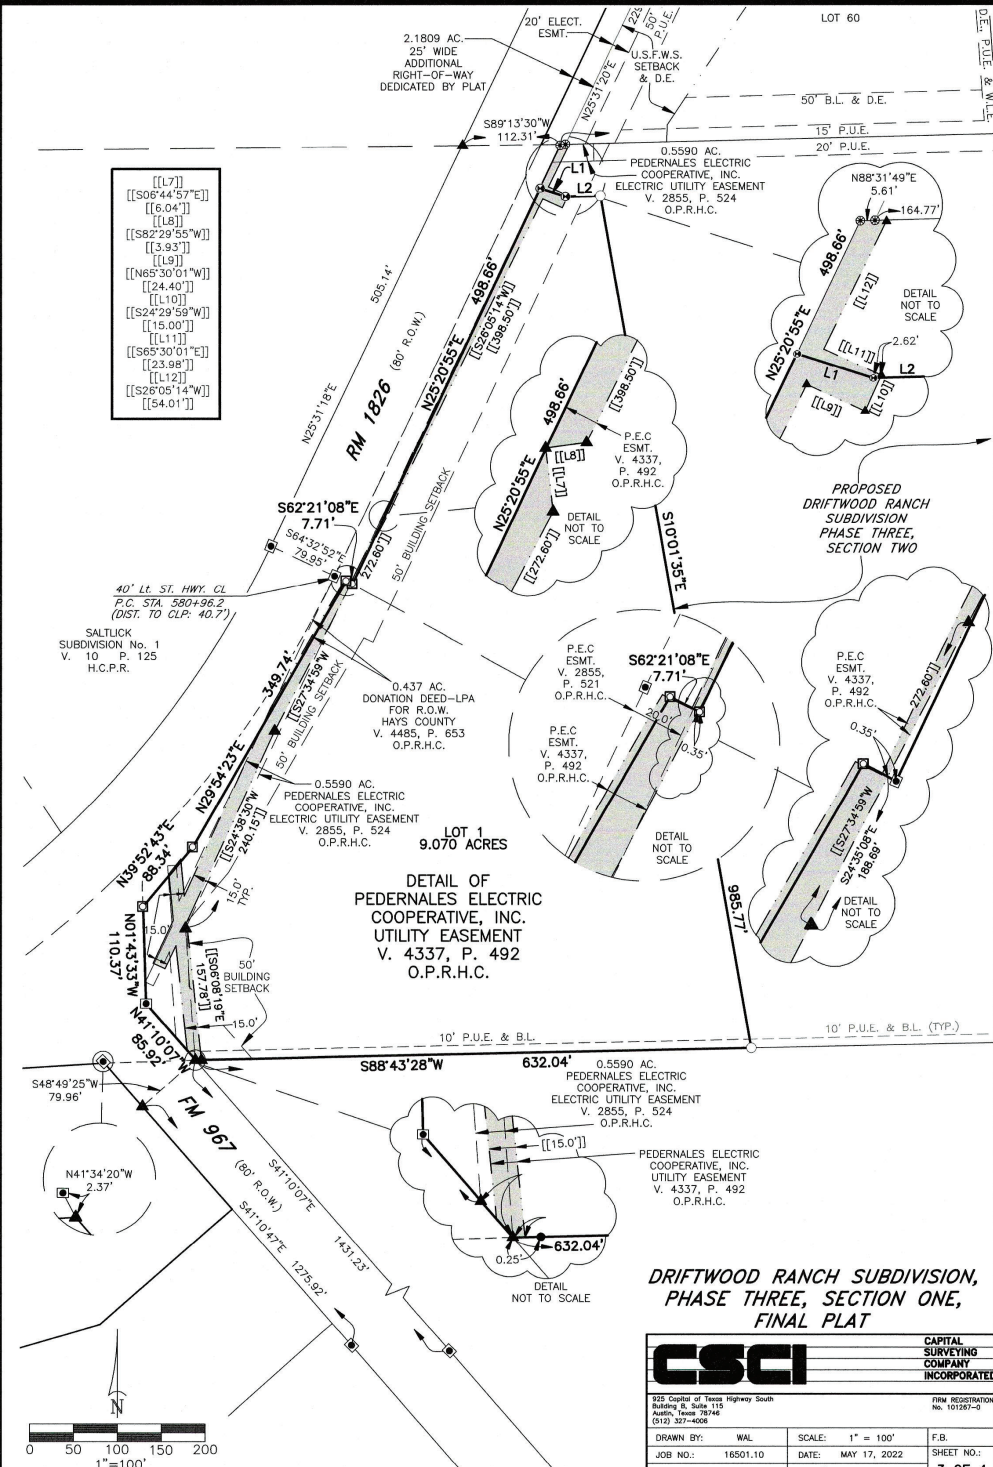 LOT 60
20' ELECT.
ESMT.
2.1809 AC.
25' WIDE
ADDITIONAL
RIGHT-OF-WAY
DEDICATED BY PLAT
50'
P.U.E.
U.S.F.W.S.
SETBACK
& D.E.
N25°31'20"E
D.E., P.U.E. & W.L.E.
50' B.L. & D.E.
15' P.U.E.
20' P.U.E.
S89°13'30"W
112.31'
0.5590 AC.
PEDERNALES ELECTRIC
COOPERATIVE, INC.
ELECTRIC UTILITY EASEMENT
V. 2855, P. 524
O.P.R.H.C.
L1
L2
[[L7]]
[[S06°44'57"E]]
[[6.04']]
[[L8]]
[[S82°29'55"W]]
[[3.93']]
[[L9]]
[[N65°30'01"W]]
[[24.40']]
[[L10]]
[[S24°29'59"W]]
[[15.00']]
[[L11]]
[[S65°30'01"E]]
[[23.98']]
[[L12]]
[[S26°05'14"W]]
[[54.01']]
N88°31'49"E
5.61'
164.77'
498.66'
[[L12]]
DETAIL
NOT TO
SCALE
N25°20'55"E
[[L11]]
2.62'
L1
L2
[[L9]]
[[L10]]
505.14'
N25°31'18"E
RM 1826 (80' R.O.W.)
498.66'
N25°20'55"E
[[S26°05'14"W]]
[[398.50']]
498.66'
[[398.50']]
P.E.C
ESMT.
V. 4337,
P. 492
O.P.R.H.C.
[[L8]]
[[L7]]
N25°20'55"E
[[272.60']]
DETAIL
NOT TO
SCALE
PROPOSED
DRIFTWOOD RANCH
SUBDIVISION
PHASE THREE,
SECTION TWO
S10°01'35"E
985.77'
S62°21'08"E
7.71'
S64°32'52"E
79.95'
272.60']]
50' BUILDING SETBACK
40' Lt. ST. HWY. CL
P.C. STA. 580+96.2
(DIST. TO CLP: 40.7')
SALTLICK
SUBDIVISION No. 1
V. 10 P. 125
H.C.P.R.
349.74'
N29°54'23"E
[[S27°34'59"W
50' BUILDING SETBACK
0.437 AC.
DONATION DEED-LPA
FOR R.O.W.
HAYS COUNTY
V. 4485, P. 653
O.P.R.H.C.
P.E.C
ESMT.
V. 2855,
P. 521
O.P.R.H.C.
S62°21'08"E
7.71'
20.0'
0.35'
P.E.C
ESMT.
V. 4337,
P. 492
O.P.R.H.C.
DETAIL
NOT TO
SCALE
P.E.C
ESMT.
V. 4337,
P. 492
O.P.R.H.C.
272.60']]
0.35'
[[S27°34'59"W
S24°35'08"E
188.69'
DETAIL
NOT TO
SCALE
0.5590 AC.
PEDERNALES ELECTRIC
COOPERATIVE, INC.
ELECTRIC UTILITY EASEMENT
V. 2855, P. 524
O.P.R.H.C.
[[S24°38'30"W
240.15']]
N39°52'43"E
88.34'
15.0'
TYP.
15.0'
N01°43'33"W
110.37'
N41°10'07"W
85.92'
[[S06°08'19"E
157.78']]
50'
BUILDING
SETBACK
15.0'
LOT 1
9.070 ACRES
DETAIL OF
PEDERNALES ELECTRIC
COOPERATIVE, INC.
UTILITY EASEMENT
V. 4337, P. 492
O.P.R.H.C.
10' P.U.E. & B.L.
10' P.U.E. & B.L. (TYP.)
S88°43'28"W 632.04'
S48°49'25"W
79.96'
FM 967 (80' R.O.W.)
S41°10'07"E
1431.23'
S41°10'47"E
1275.92'
N41°34'20"W
2.37'
0.5590 AC.
PEDERNALES ELECTRIC
COOPERATIVE, INC.
ELECTRIC UTILITY EASEMENT
V. 2855, P. 524
O.P.R.H.C.
[[15.0']]
PEDERNALES ELECTRIC
COOPERATIVE, INC.
UTILITY EASEMENT
V. 4337, P. 492
O.P.R.H.C.
0.25'
632.04'
DETAIL
NOT TO SCALE
N
0 50 100 150 200
1"=100'
DRIFTWOOD RANCH SUBDIVISION,
PHASE THREE, SECTION ONE,
FINAL PLAT
CSCI
CAPITAL
SURVEYING
COMPANY
INCORPORATED
925 Capital of Texas Highway South
Building B, Suite 115
Austin, Texas 78746
(512) 327-4006
FIRM REGISTRATION
No. 101267-0
DRAWN BY: WAL
SCALE: 1" = 100'
F.B.
JOB NO.: 16501.10
DATE: MAY 17, 2022
SHEET NO.: